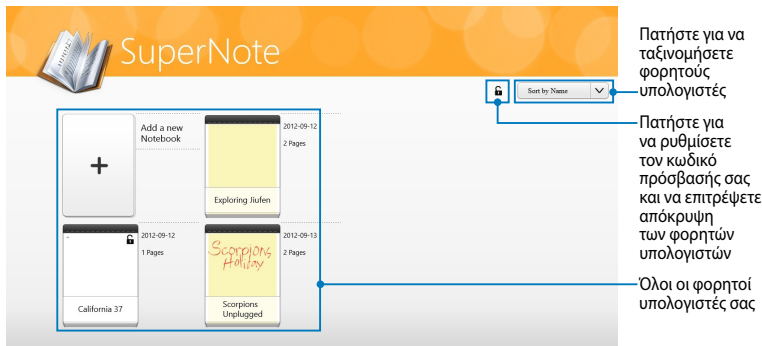 SuperNote
Sort by Name
Add a new
Notebook
2012-09-12
2 Pages
Exploring Jiufen
2012-09-12
1 Pages
California 37
2012-09-13
2 Pages
Scorpions
Holiday
Scorpions
Unplugged
Πατήστε για να
ταξινομήσετε
φορητούς
υπολογιστές
Πατήστε για
να ρυθμίσετε
τον κωδικό
πρόσβασής σας
και να επιτρέψετε
απόκρυψη
των φορητών
υπολογιστών
Όλοι οι φορητοί
υπολογιστές σας